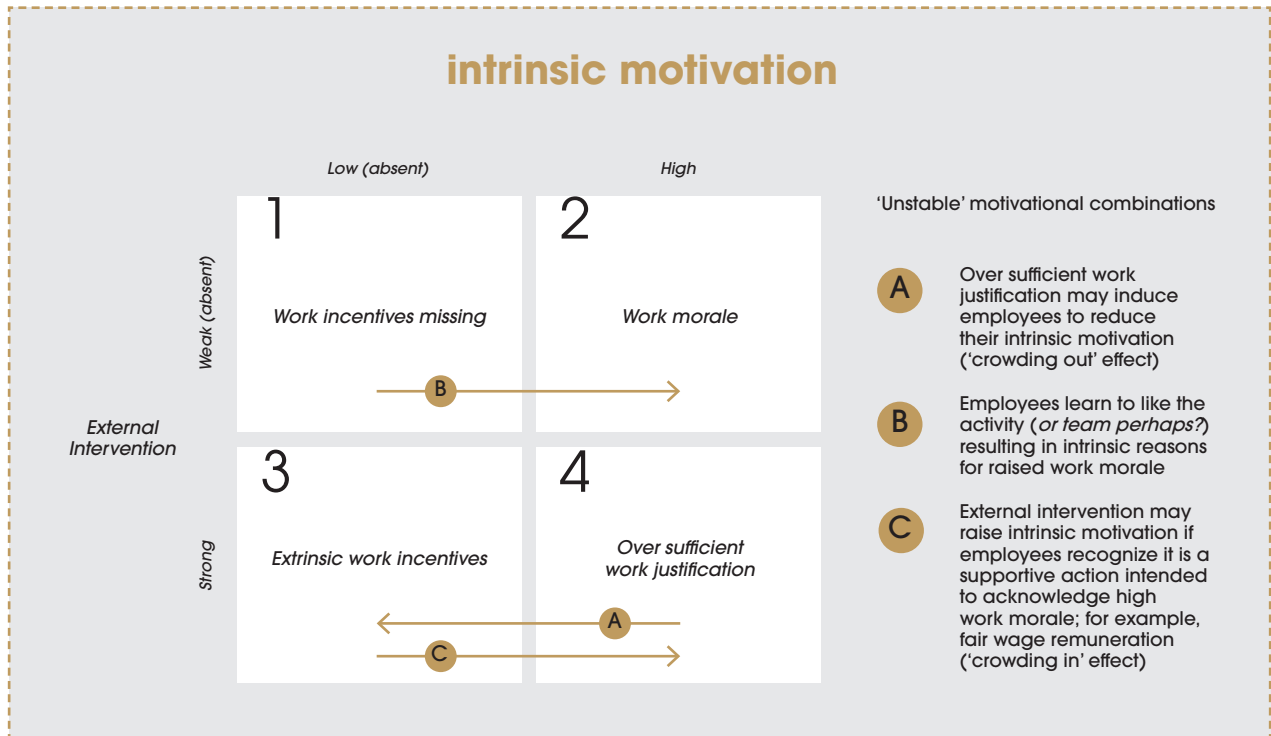 intrinsic motivation
Low (absent)
High
External
Intervention
Weak (absent)
Strong
1
Work incentives missing
B
2
Work morale
3
Extrinsic work incentives
C
4
Over sufficient
work justification
A
‘Unstable’ motivational combinations
A
Over sufficient work
justification may induce
employees to reduce
their intrinsic motivation
(‘crowding out’ effect)
B
Employees learn to like the
activity (or team perhaps?)
resulting in intrinsic reasons
for raised work morale
C
External intervention may
raise intrinsic motivation if
employees recognize it is a
supportive action intended
to acknowledge high
work morale; for example,
fair wage remuneration
(‘crowding in’ effect)